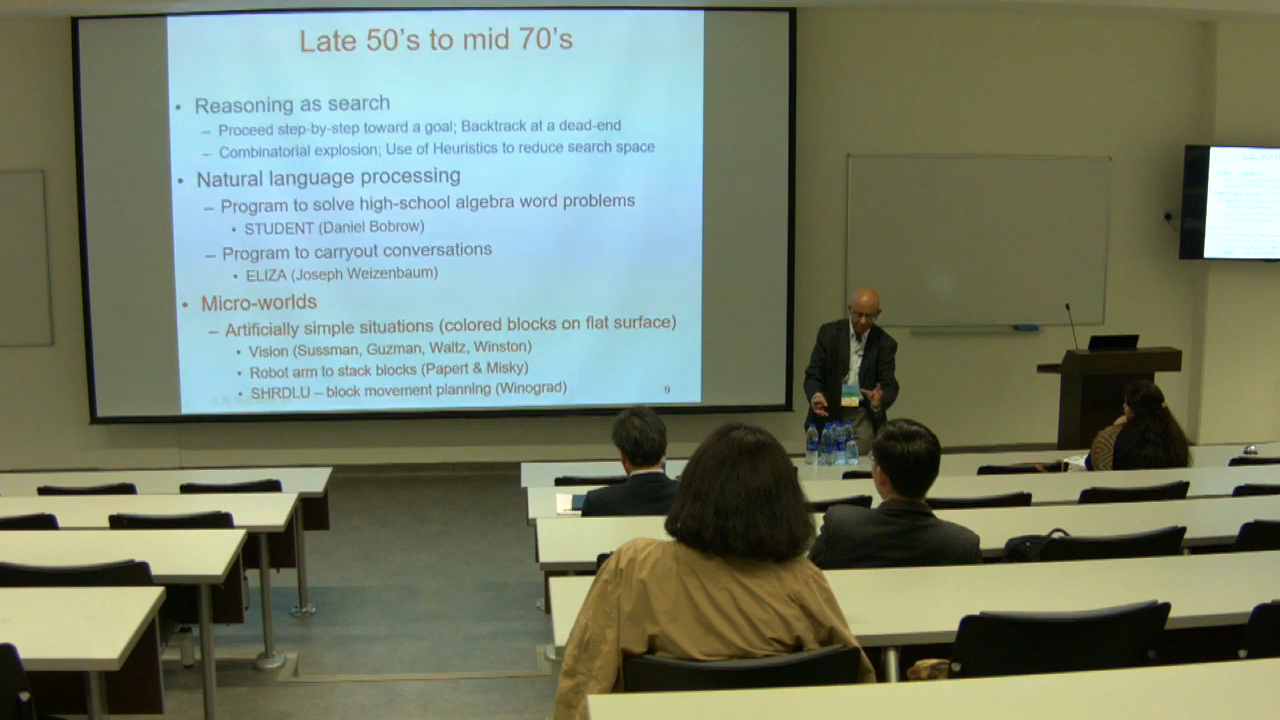 Late 50's to mid 70's
• Reasoning as search
– Proceed step-by-step toward a goal; Backtrack at a dead-end
– Combinatorial explosion; Use of Heuristics to reduce search space
• Natural language processing
– Program to solve high-school algebra word problems
• STUDENT (Daniel Bobrow)
– Program to carryout conversations
• ELIZA (Joseph Weizenbaum)
• Micro-worlds
– Artificially simple situations (colored blocks on flat surface)
• Vision (Sussman, Guzman, Waltz, Winston)
• Robot arm to stack blocks (Papert & Misky)
• SHRDLU – block movement planning (Winograd)
9